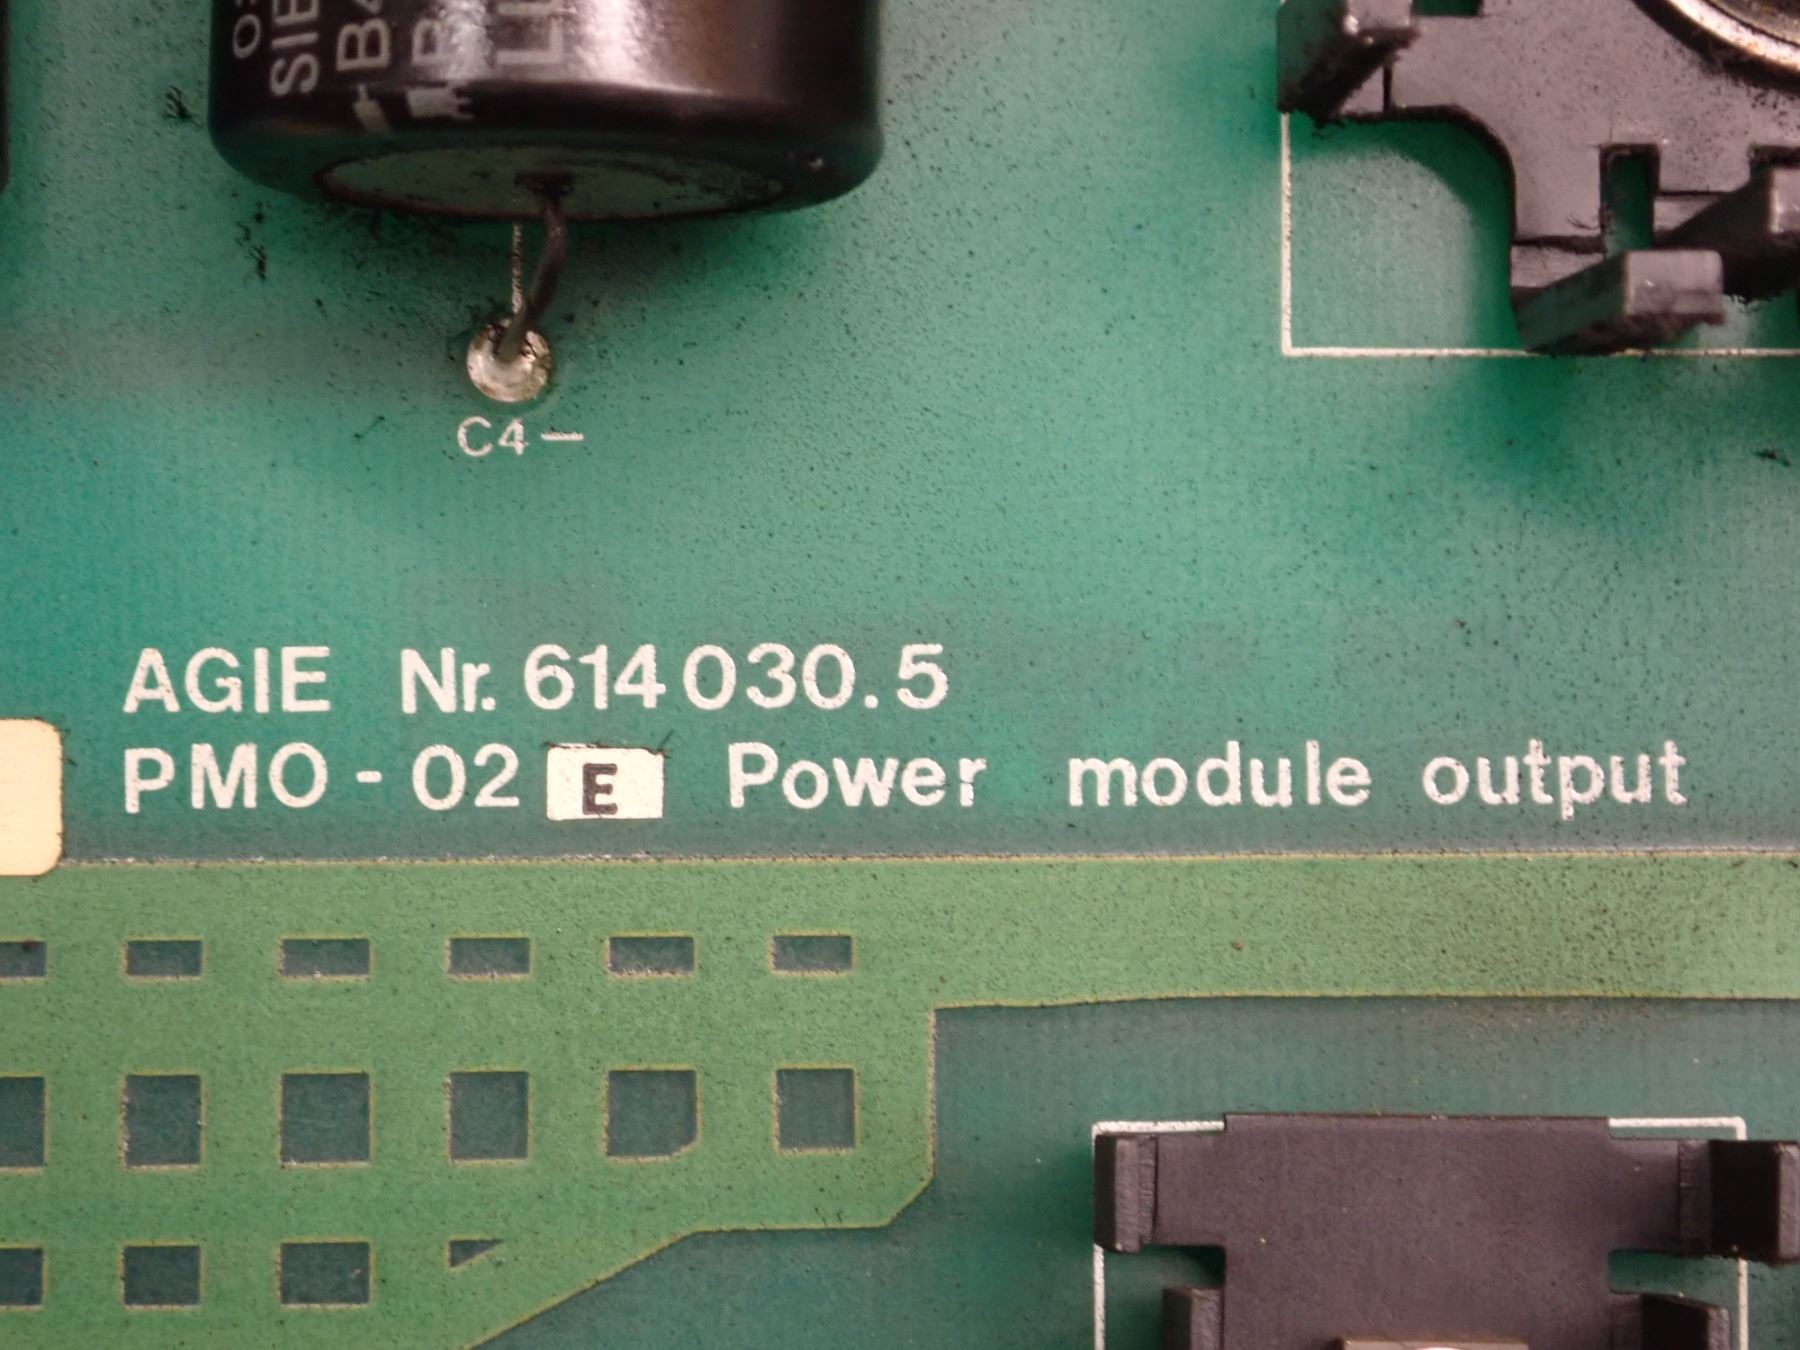 C4-
AGIE Nr. 614 030.5
PMO-02 E Power module output